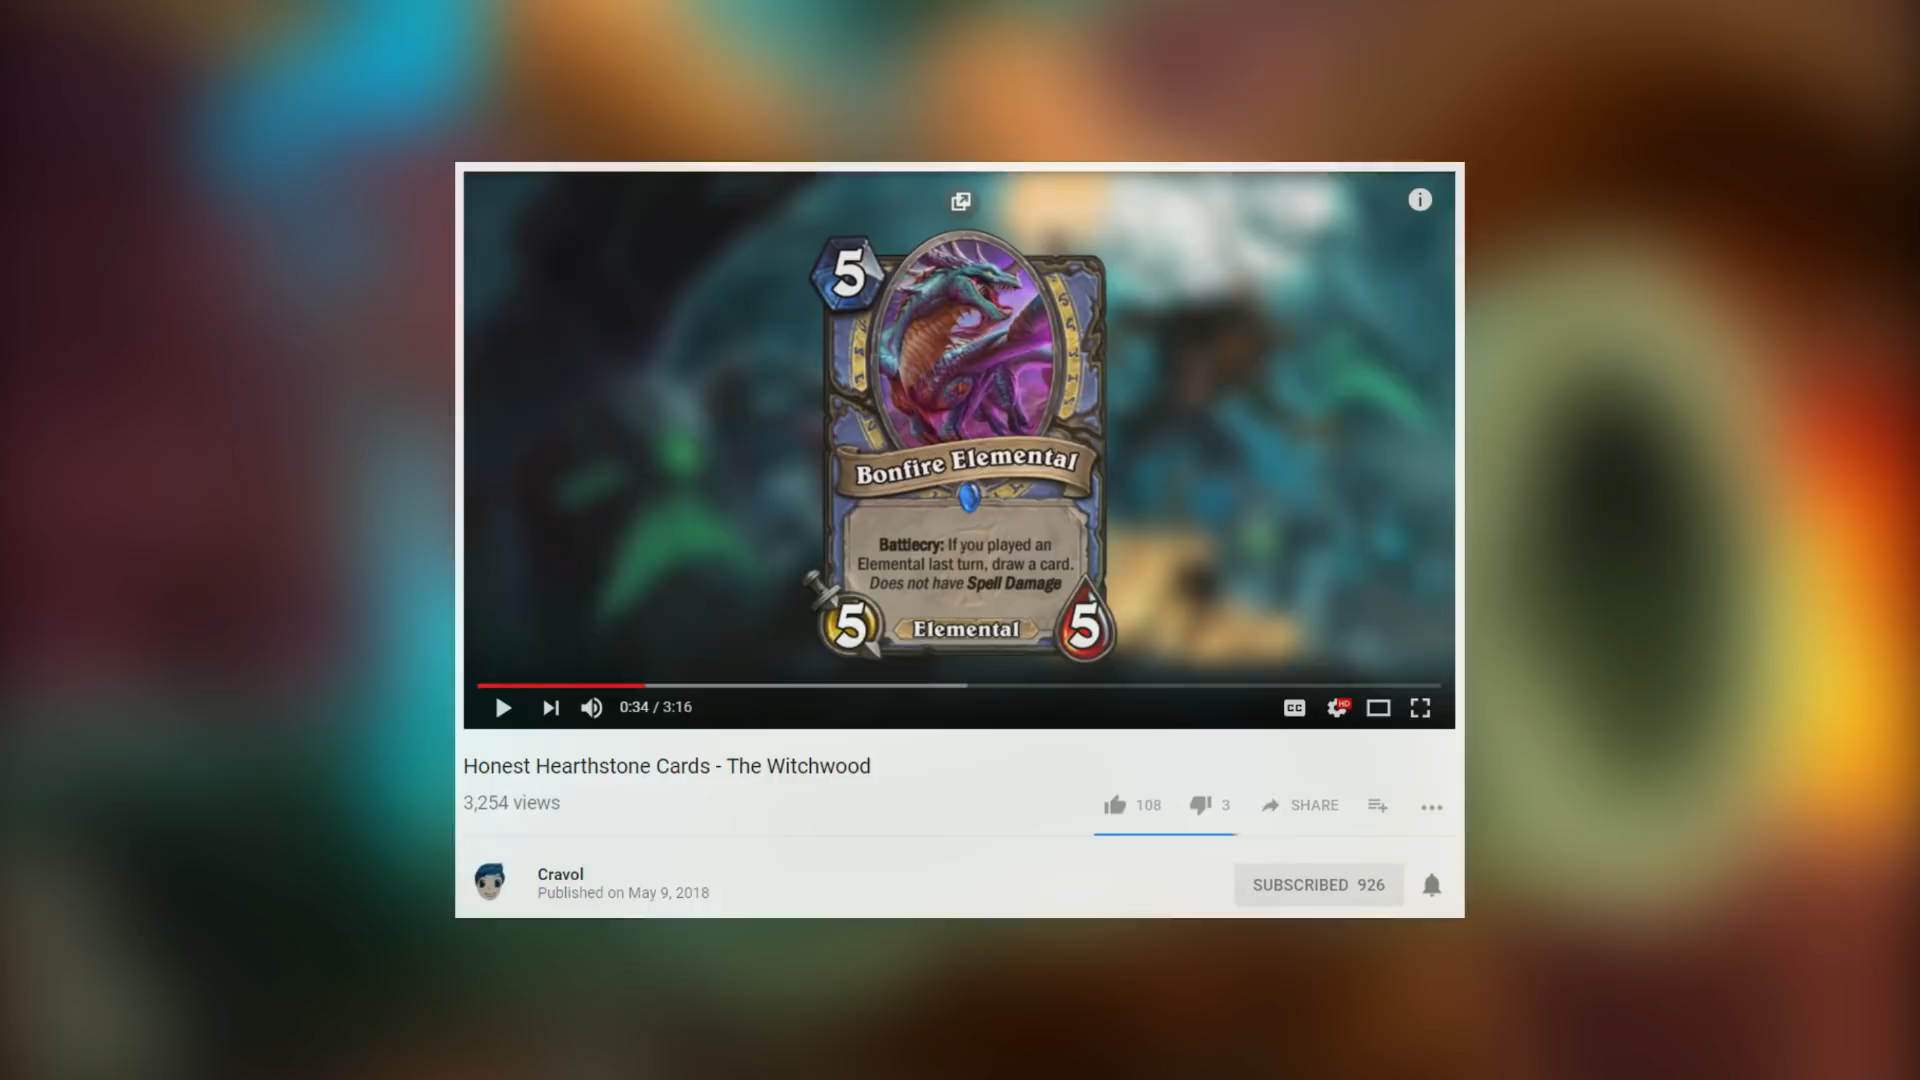 5
Bonfire Elemental
Battlecry: If you played an
Elemental last turn, draw a card.
Does not have Spell Damage
5
Elemental
5
0:34 / 3:16
CC
HD
Honest Hearthstone Cards - The Witchwood
3,254 views
108
3
SHARE
Cravol
Published on May 9, 2018
SUBSCRIBED 926